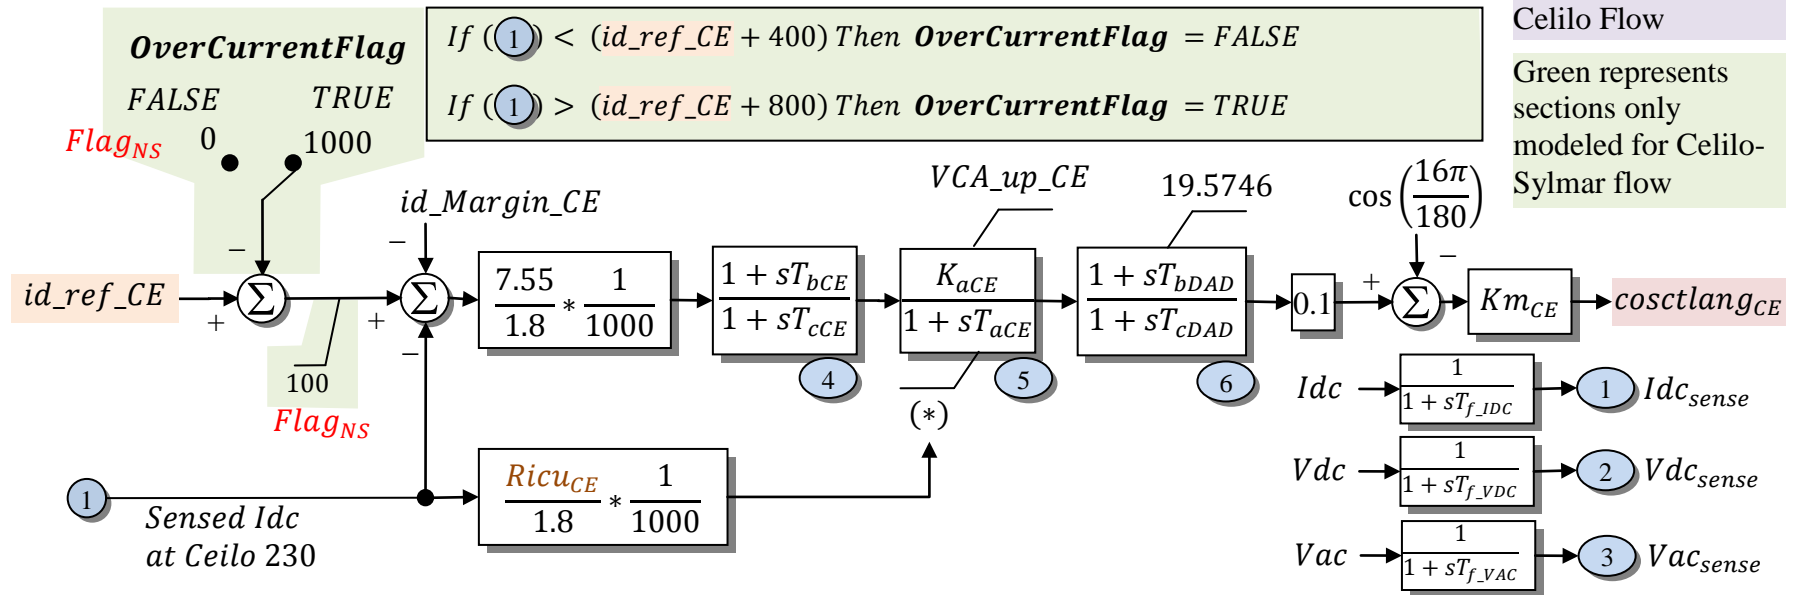 OverCurrentFlag
FALSE TRUE
Flag_NS 0 1000
If (1) < (id_ref_CE + 400) Then OverCurrentFlag = FALSE
If (1) > (id_ref_CE + 800) Then OverCurrentFlag = TRUE
Celilo Flow
Green represents
sections only
modeled for Celilo-
Sylmar flow
id_Margin_CE
VCA_up_CE
19.5746
cos(16π/180)
id_ref_CE
+
−
Σ
100
Flag_NS
+
−
−
Σ
7.55/1.8 * 1/1000
1 + sT_bCE
1 + sT_cCE
4
K_aCE
1 + sT_aCE
5
(*)
1 + sT_bDAD
1 + sT_cDAD
6
0.1
+
−
Σ
Km_CE
cosctlang_CE
1
Sensed Idc
at Ceilo 230
Ricu_CE/1.8 * 1/1000
Idc 1/(1 + sT_f_IDC) 1 Idc_sense
Vdc 1/(1 + sT_f_VDC) 2 Vdc_sense
Vac 1/(1 + sT_f_VAC) 3 Vac_sense